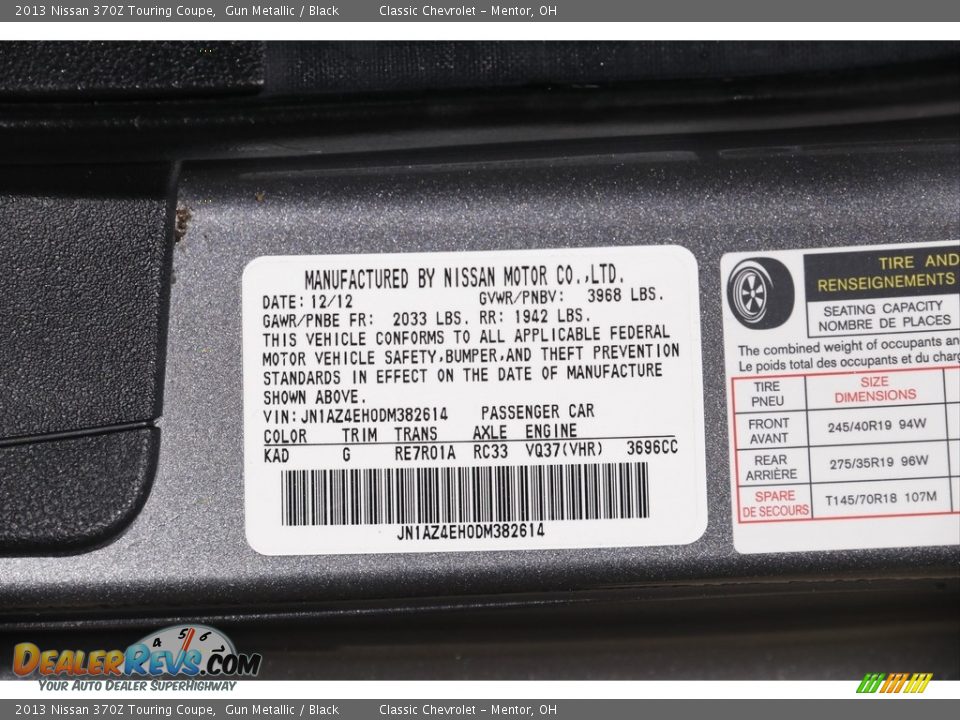 2013 Nissan 370Z Touring Coupe, Gun Metallic / Black Classic Chevrolet - Mentor, OH
MANUFACTURED BY NISSAN MOTOR CO.,LTD.
DATE: 12/12 GVWR/PNBV: 3968 LBS.
GAWR/PNBE FR: 2033 LBS. RR: 1942 LBS.
THIS VEHICLE CONFORMS TO ALL APPLICABLE FEDERAL
MOTOR VEHICLE SAFETY,BUMPER,AND THEFT PREVENTION
STANDARDS IN EFFECT ON THE DATE OF MANUFACTURE
SHOWN ABOVE.
VIN: JN1AZ4EH0DM382614 PASSENGER CAR
COLOR TRIM TRANS AXLE ENGINE
KAD G RE7R01A RC33 VQ37(VHR) 3696CC
JN1AZ4EH0DM382614
TIRE AND
RENSEIGNEMENTS
SEATING CAPACITY
NOMBRE DE PLACES
The combined weight of occupants an
Le poids total des occupants et du charg
TIRE SIZE
PNEU DIMENSIONS
FRONT
AVANT 245/40R19 94W
REAR
ARRIÈRE 275/35R19 96W
SPARE
DE SECOURS T145/70R18 107M
4 5 6
DEALERREVS.COM
YOUR AUTO DEALER SUPERHIGHWAY
2013 Nissan 370Z Touring Coupe, Gun Metallic / Black Classic Chevrolet - Mentor, OH